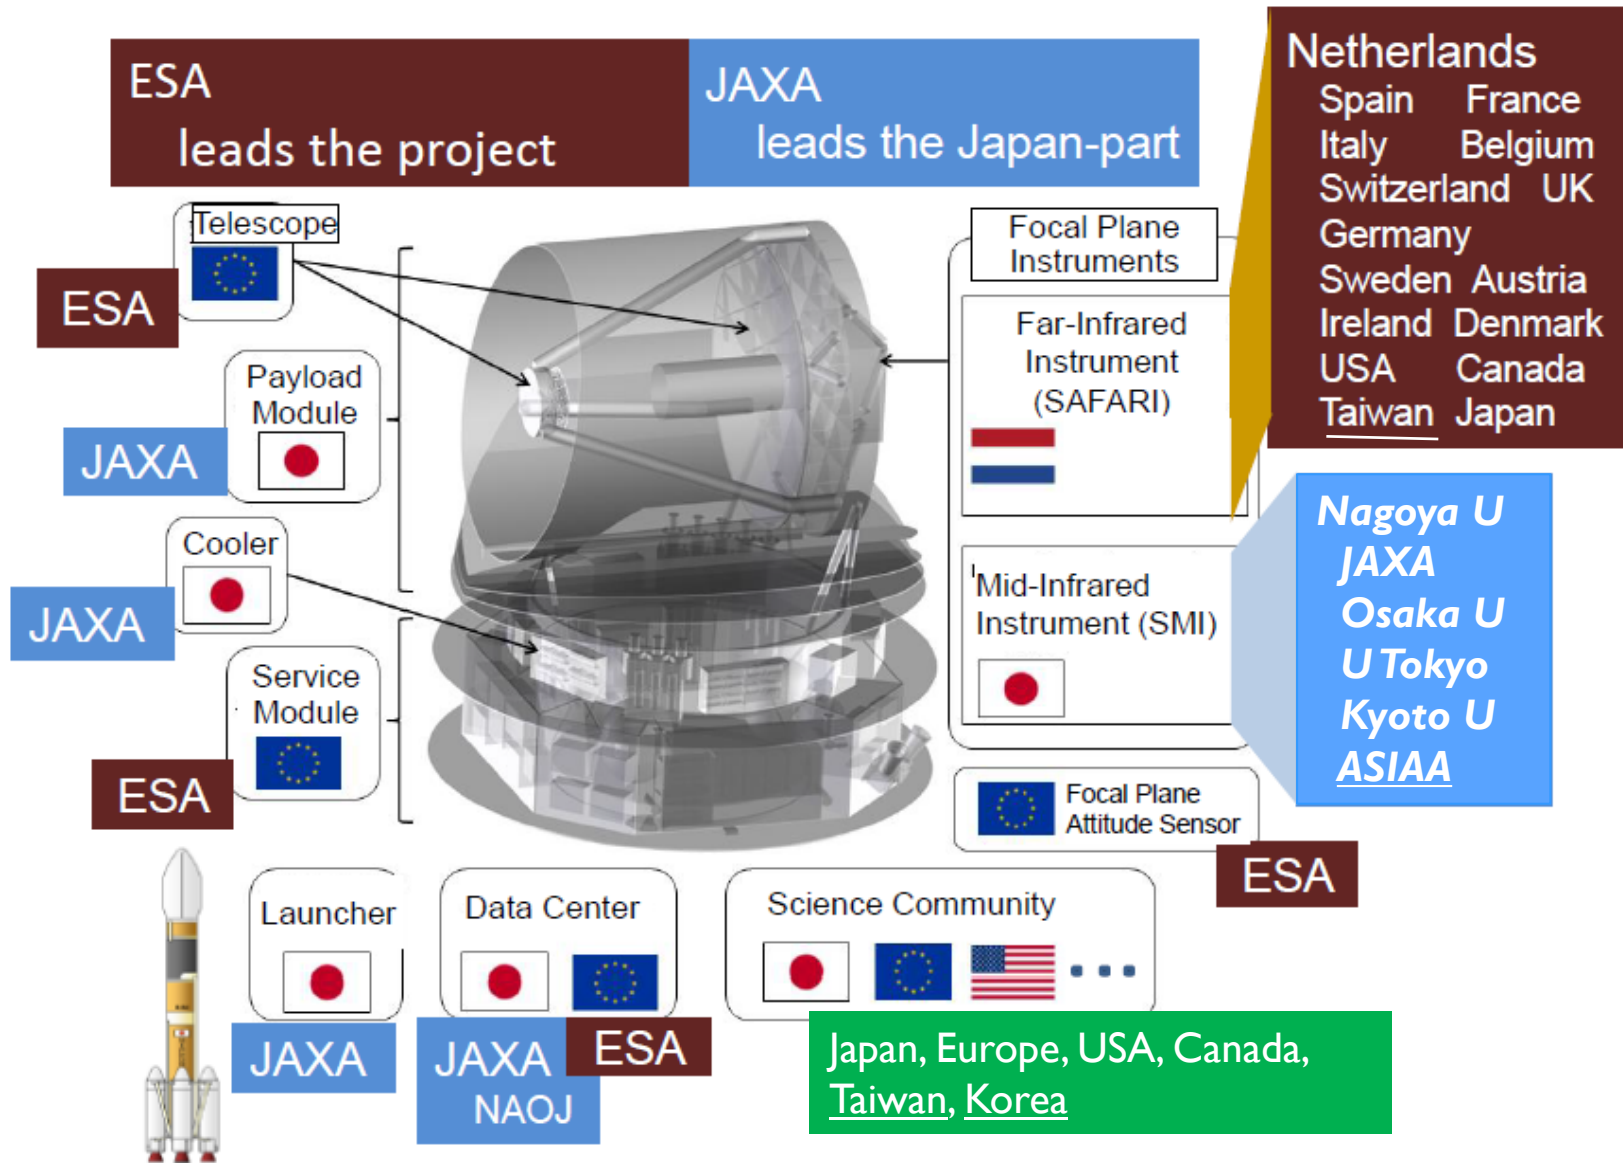 ESA
leads the project
JAXA
leads the Japan-part
Netherlands
Spain France
Italy Belgium
Switzerland UK
Germany
Sweden Austria
Ireland Denmark
USA Canada
Taiwan Japan
Telescope
ESA
Payload
Module
JAXA
Cooler
JAXA
Service
Module
ESA
Focal Plane
Instruments
Far-Infrared
Instrument
(SAFARI)
Mid-Infrared
Instrument (SMI)
Nagoya U
JAXA
Osaka U
U Tokyo
Kyoto U
ASIAA
Focal Plane
Attitude Sensor
ESA
Launcher
JAXA
Data Center
JAXA
NAOJ
ESA
Science Community
Japan, Europe, USA, Canada,
Taiwan, Korea